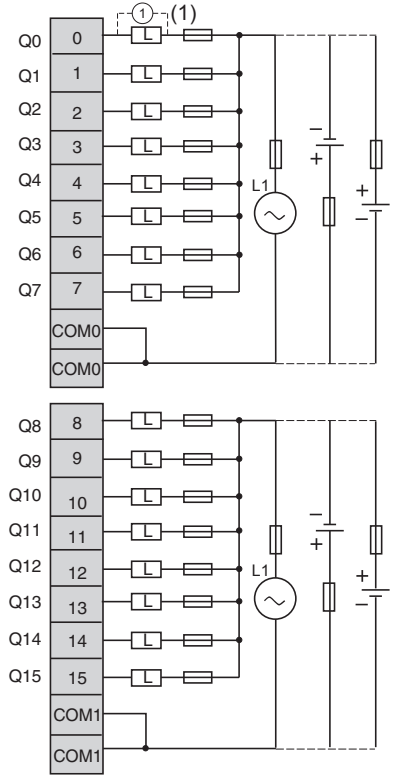 ① (1)
Q0 0 L
Q1 1 L
Q2 2 L
Q3 3 L
Q4 4 L L1
Q5 5 L
Q6 6 L
Q7 7 L
COM0
COM0
− +
+ −
Q8 8 L
Q9 9 L
Q10 10 L
Q11 11 L
Q12 12 L L1
Q13 13 L
Q14 14 L
Q15 15 L
COM1
COM1
− +
+ −